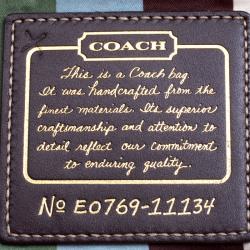 COACH
This is a Coach bag.
It was handcrafted from the
finest materials. Its superior
craftsmanship and attention to
detail reflect our commitment
to enduring quality.
No E0769-11134